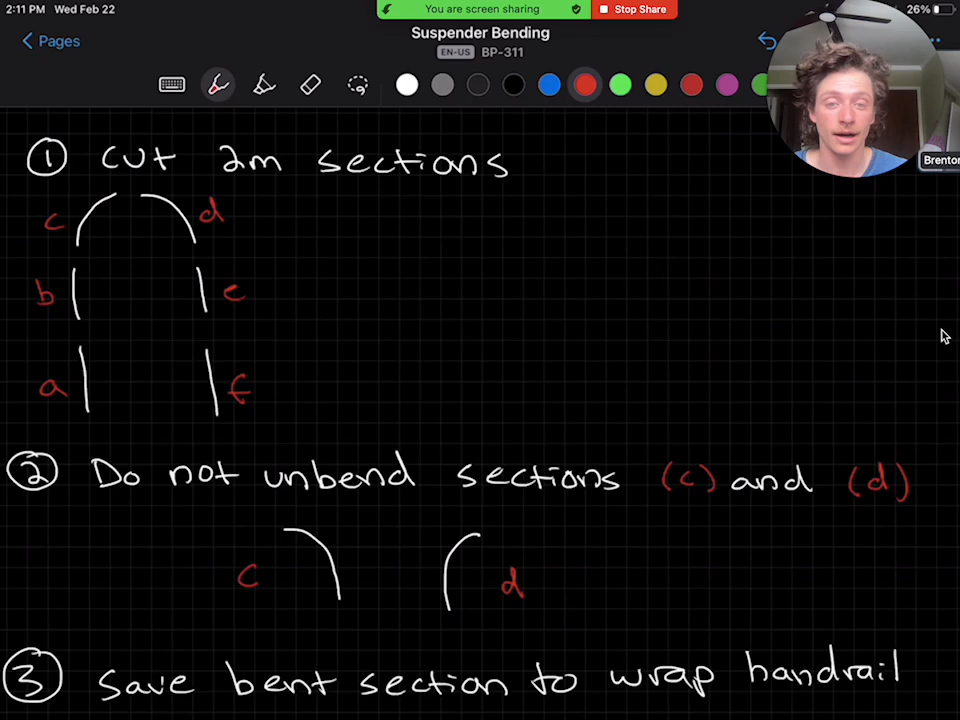 2:11 PM Wed Feb 22
You are screen sharing
Stop Share
26%
Pages
Suspender Bending
EN-US BP-311
Brenton
1 cut 2m sections
c d
b e
a f
2 Do not unbend sections (c) and (d)
c d
3 Save bent section to wrap handrail